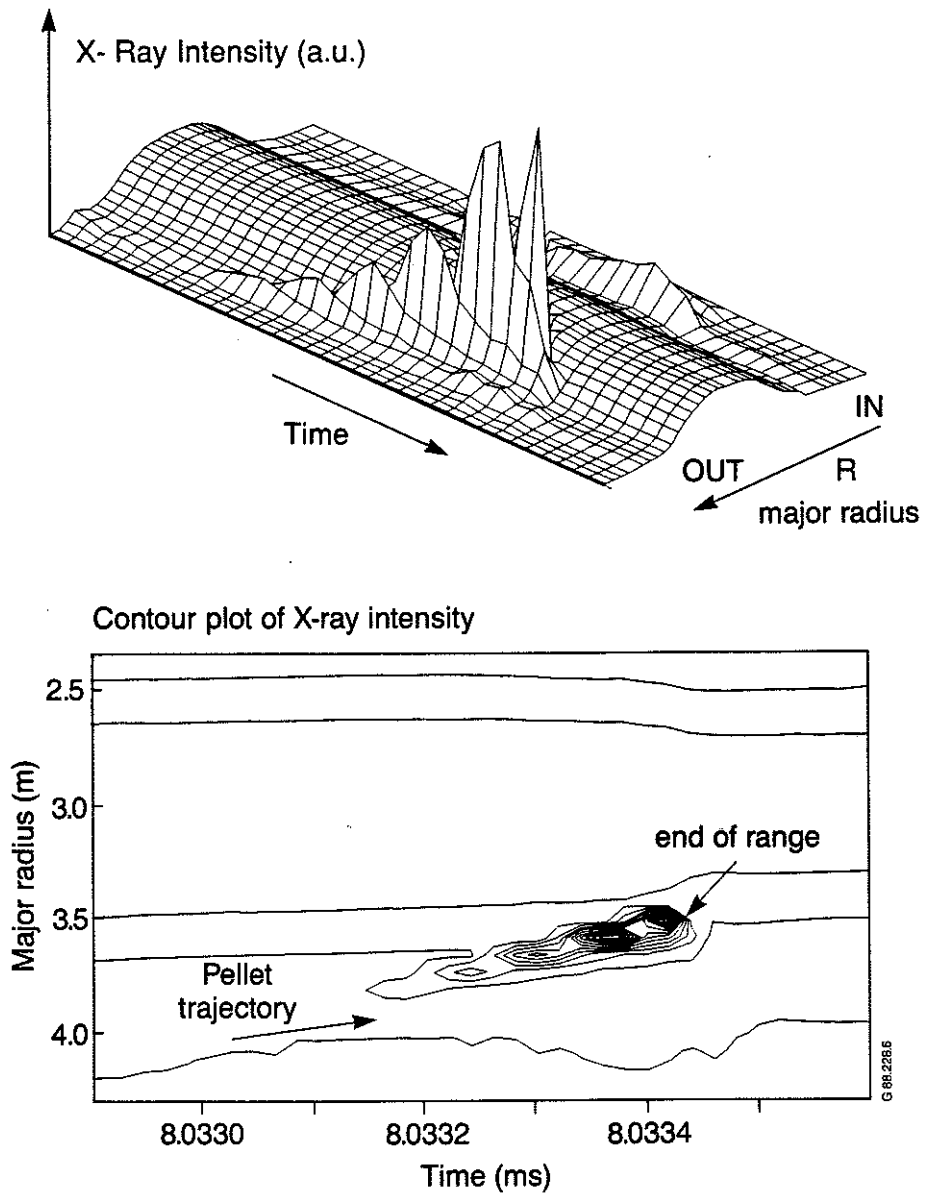 X- Ray Intensity (a.u.)
Time
IN
OUT
R
major radius
Contour plot of X-ray intensity
Major radius (m)
2.5
3.0
3.5
4.0
end of range
Pellet
trajectory
8.0330
8.0332
8.0334
Time (ms)
G 88.228.6